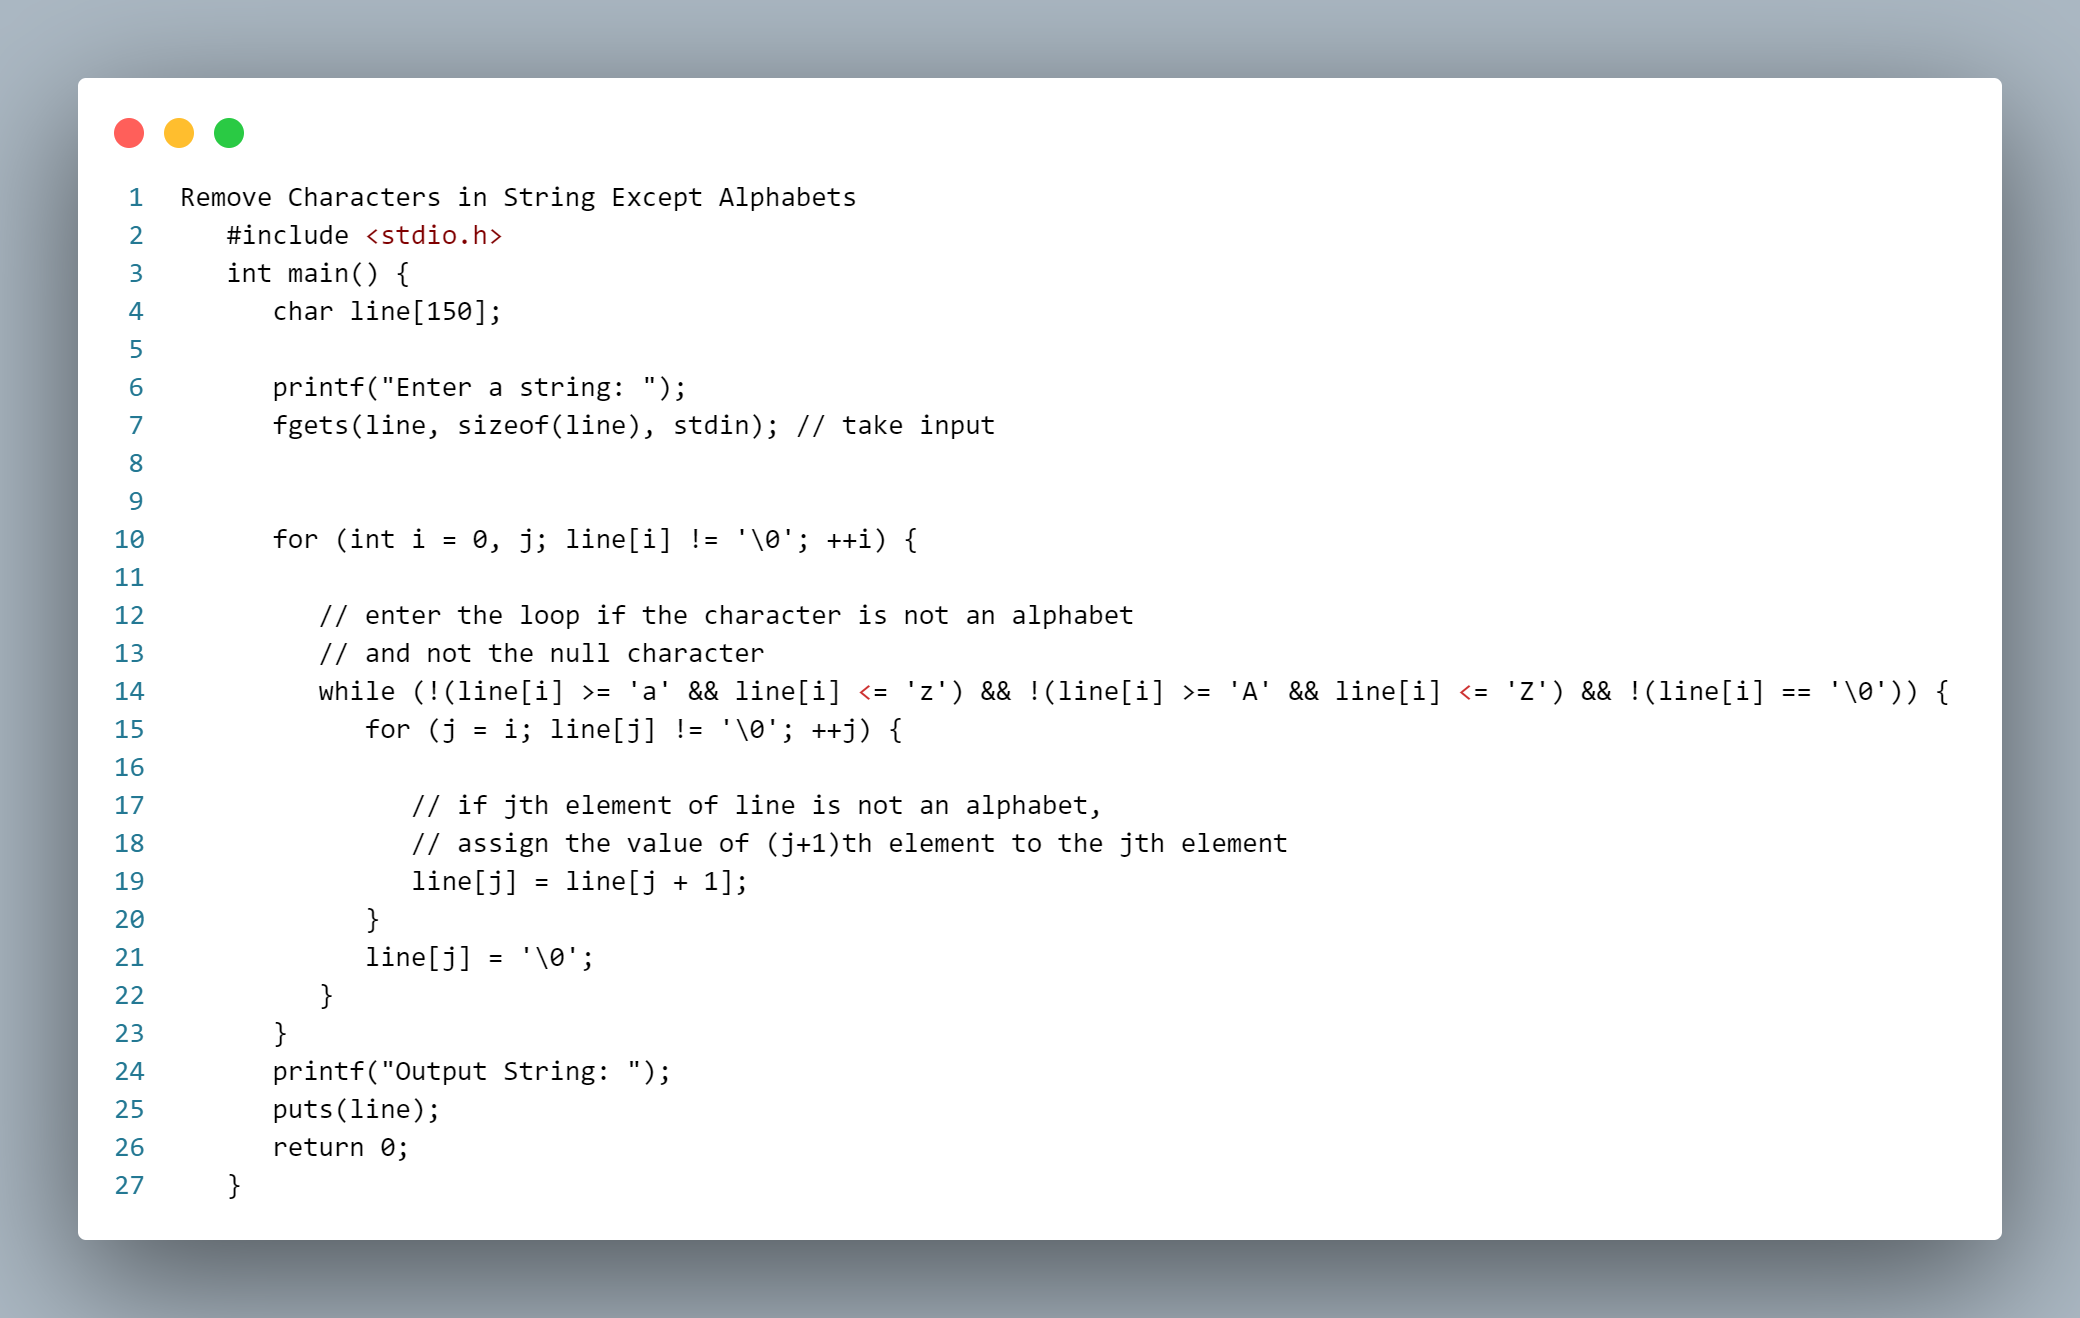 1 Remove Characters in String Except Alphabets
2 #include <stdio.h>
3 int main() {
4 char line[150];
5
6 printf("Enter a string: ");
7 fgets(line, sizeof(line), stdin); // take input
8
9
10 for (int i = 0, j; line[i] != '\0'; ++i) {
11
12 // enter the loop if the character is not an alphabet
13 // and not the null character
14 while (!(line[i] >= 'a' && line[i] <= 'z') && !(line[i] >= 'A' && line[i] <= 'Z') && !(line[i] == '\0')) {
15 for (j = i; line[j] != '\0'; ++j) {
16
17 // if jth element of line is not an alphabet,
18 // assign the value of (j+1)th element to the jth element
19 line[j] = line[j + 1];
20 }
21 line[j] = '\0';
22 }
23 }
24 printf("Output String: ");
25 puts(line);
26 return 0;
27 }